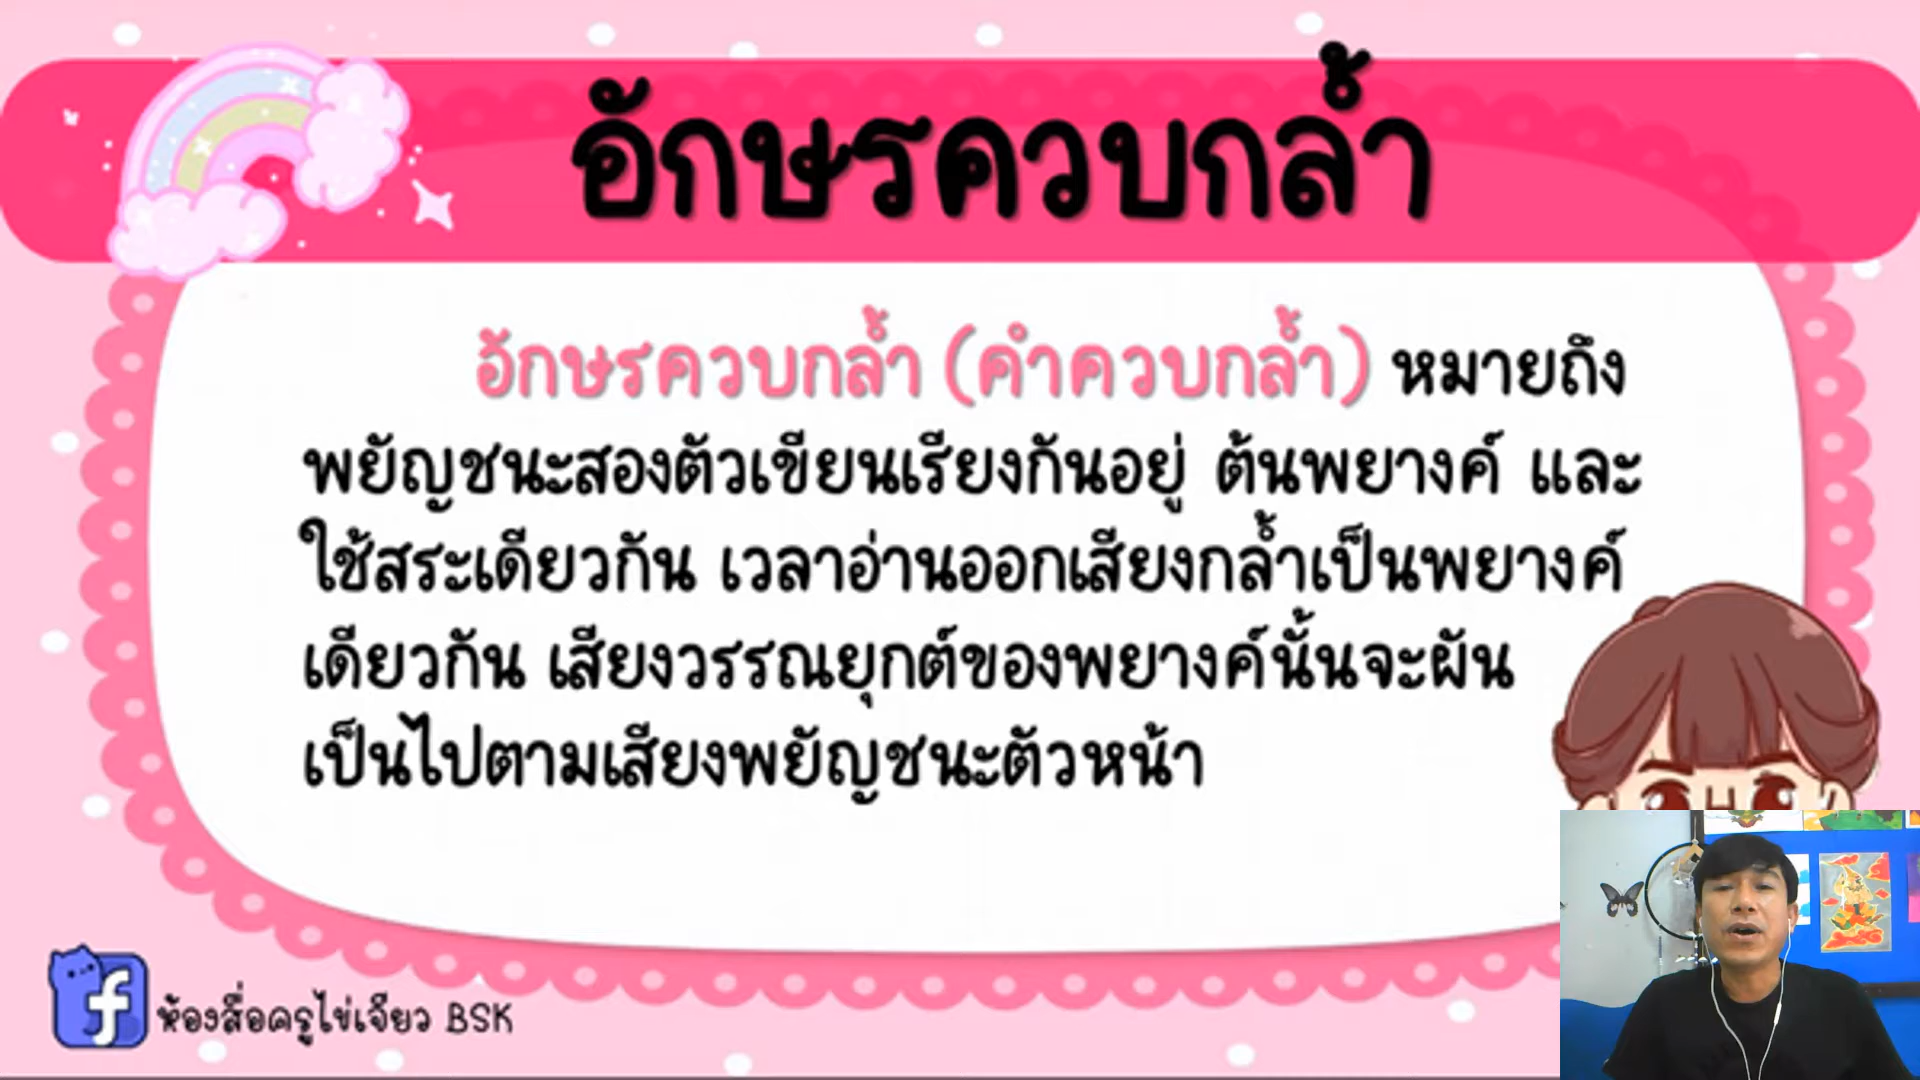 อักษรควบกล้ำ
อักษรควบกล้ำ (คำควบกล้ำ) หมายถึง
พยัญชนะสองตัวเขียนเรียงกันอยู่ ต้นพยางค์ และ
ใช้สระเดียวกัน เวลาอ่านออกเสียงกล้ำเป็นพยางค์
เดียวกัน เสียงวรรณยุกต์ของพยางค์นั้นจะผัน
เป็นไปตามเสียงพยัญชนะตัวหน้า
ห้องสื่อครูไข่เจียว BSK